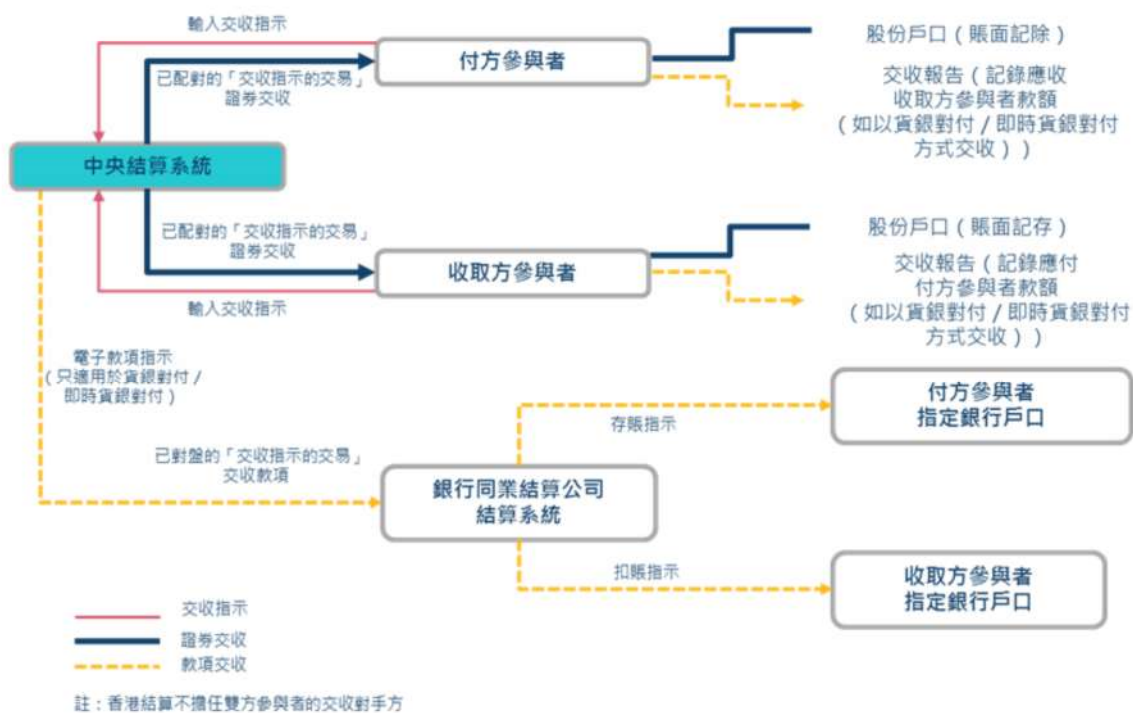 輸入交收指示
付方參與者
股份戶口（賬面記除）
已配對的「交收指示的交易」
證券交收
交收報告（記錄應收
收取方參與者款額
（如以貨銀對付 / 即時貨銀對付
方式交收））
中央結算系統
已配對的「交收指示的交易」
證券交收
股份戶口（賬面記存）
收取方參與者
交收報告（記錄應付
付方參與者款額
（如以貨銀對付 / 即時貨銀對付
方式交收））
輸入交收指示
電子款項指示
（只適用於貨銀對付 /
即時貨銀對付）
付方參與者
指定銀行戶口
存賬指示
已對盤的「交收指示的交易」
交收款項
銀行同業結算公司
結算系統
扣賬指示
收取方參與者
指定銀行戶口
交收指示
證券交收
款項交收
註：香港結算不擔任雙方參與者的交收對手方